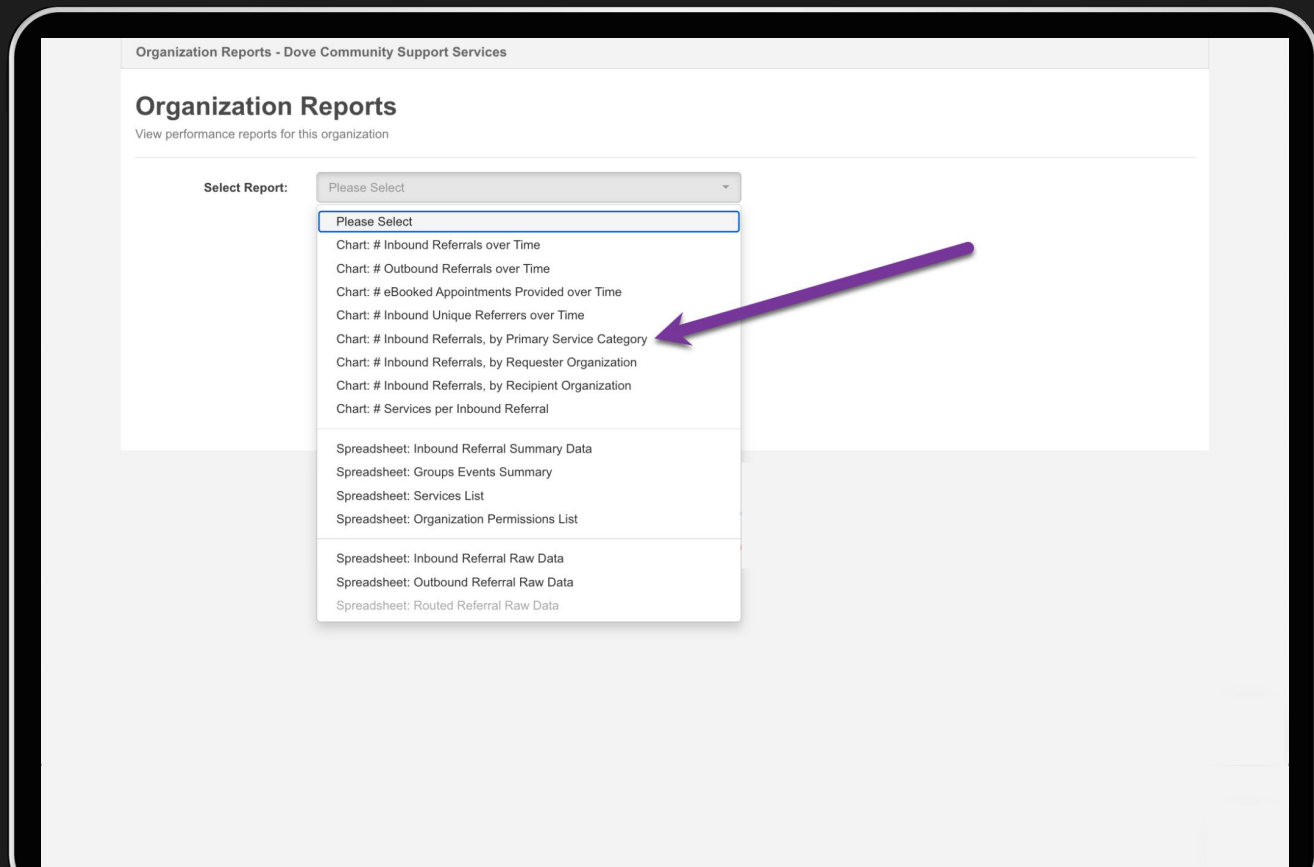 Organization Reports - Dove Community Support Services
Organization Reports
View performance reports for this organization
Select Report: Please Select
Please Select
Chart: # Inbound Referrals over Time
Chart: # Outbound Referrals over Time
Chart: # eBooked Appointments Provided over Time
Chart: # Inbound Unique Referrers over Time
Chart: # Inbound Referrals, by Primary Service Category
Chart: # Inbound Referrals, by Requester Organization
Chart: # Inbound Referrals, by Recipient Organization
Chart: # Services per Inbound Referral
Spreadsheet: Inbound Referral Summary Data
Spreadsheet: Groups Events Summary
Spreadsheet: Services List
Spreadsheet: Organization Permissions List
Spreadsheet: Inbound Referral Raw Data
Spreadsheet: Outbound Referral Raw Data
Spreadsheet: Routed Referral Raw Data